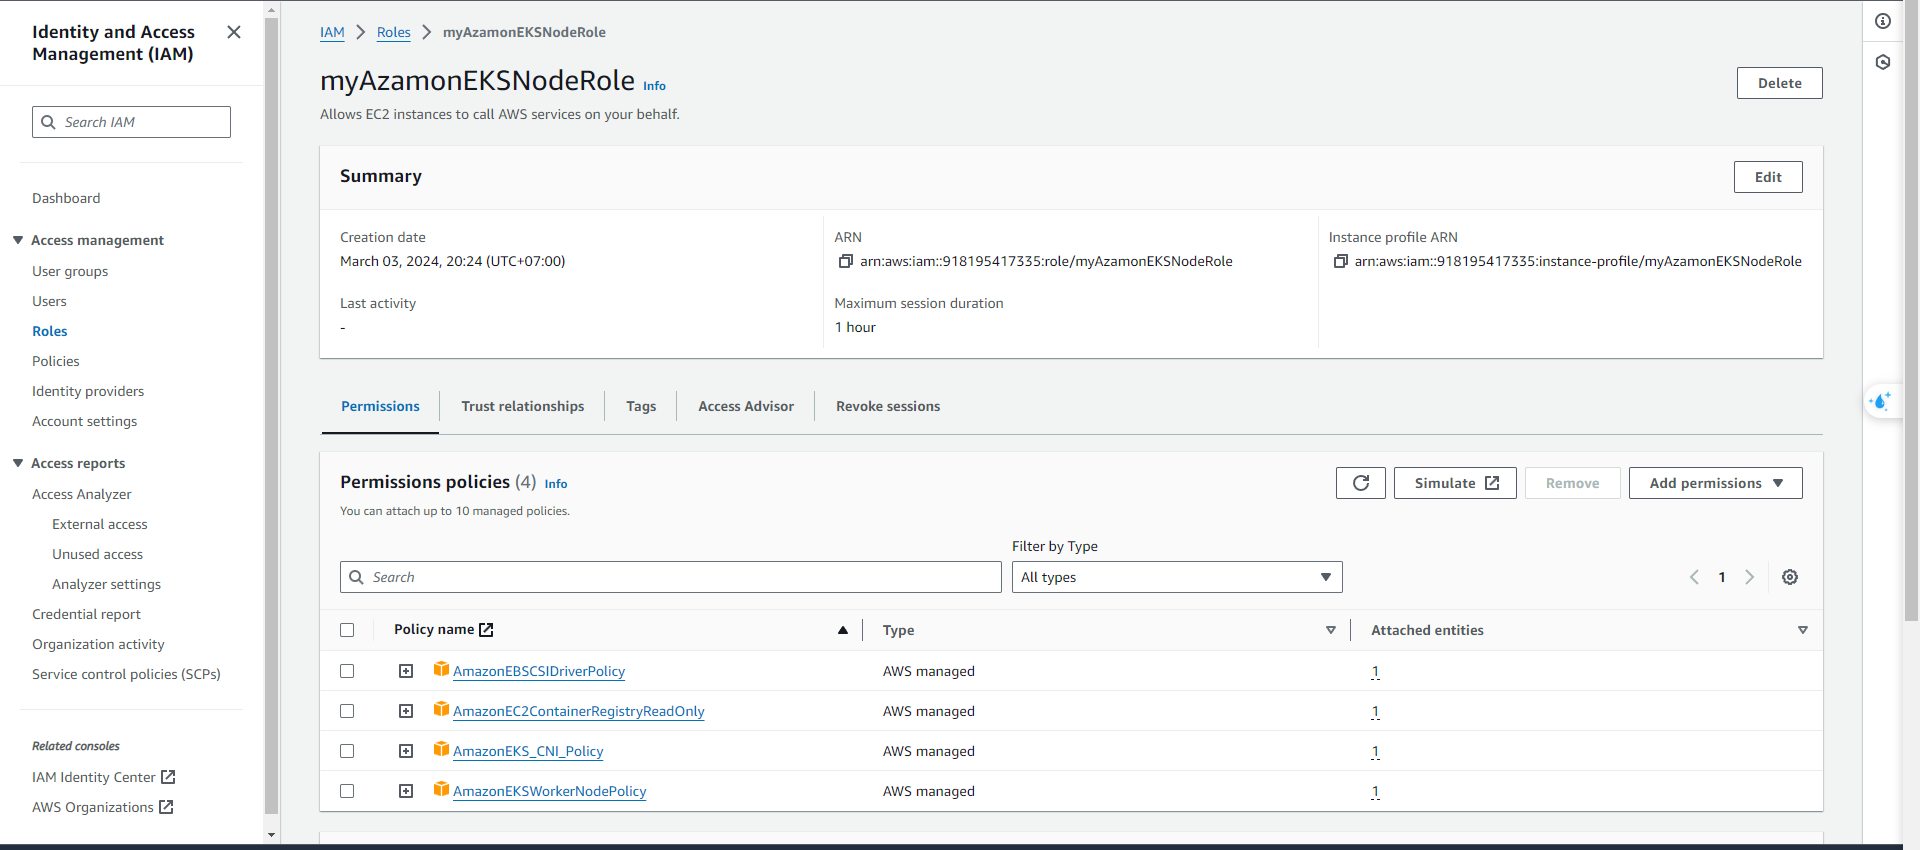 Identity and Access
Management (IAM)
Search IAM
Dashboard
Access management
User groups
Users
Roles
Policies
Identity providers
Account settings
Access reports
Access Analyzer
External access
Unused access
Analyzer settings
Credential report
Organization activity
Service control policies (SCPs)
Related consoles
IAM Identity Center
AWS Organizations
IAM > Roles > myAzamonEKSNodeRole
myAzamonEKSNodeRole Info
Delete
Allows EC2 instances to call AWS services on your behalf.
Summary
Edit
Creation date
March 03, 2024, 20:24 (UTC+07:00)
Last activity
-
ARN
arn:aws:iam::918195417335:role/myAzamonEKSNodeRole
Maximum session duration
1 hour
Instance profile ARN
arn:aws:iam::918195417335:instance-profile/myAzamonEKSNodeRole
Permissions Trust relationships Tags Access Advisor Revoke sessions
Permissions policies (4) Info
You can attach up to 10 managed policies.
Simulate Remove Add permissions
Filter by Type
Search All types 1
Policy name Type Attached entities
AmazonEBSCSIDriverPolicy AWS managed 1
AmazonEC2ContainerRegistryReadOnly AWS managed 1
AmazonEKS_CNI_Policy AWS managed 1
AmazonEKSWorkerNodePolicy AWS managed 1